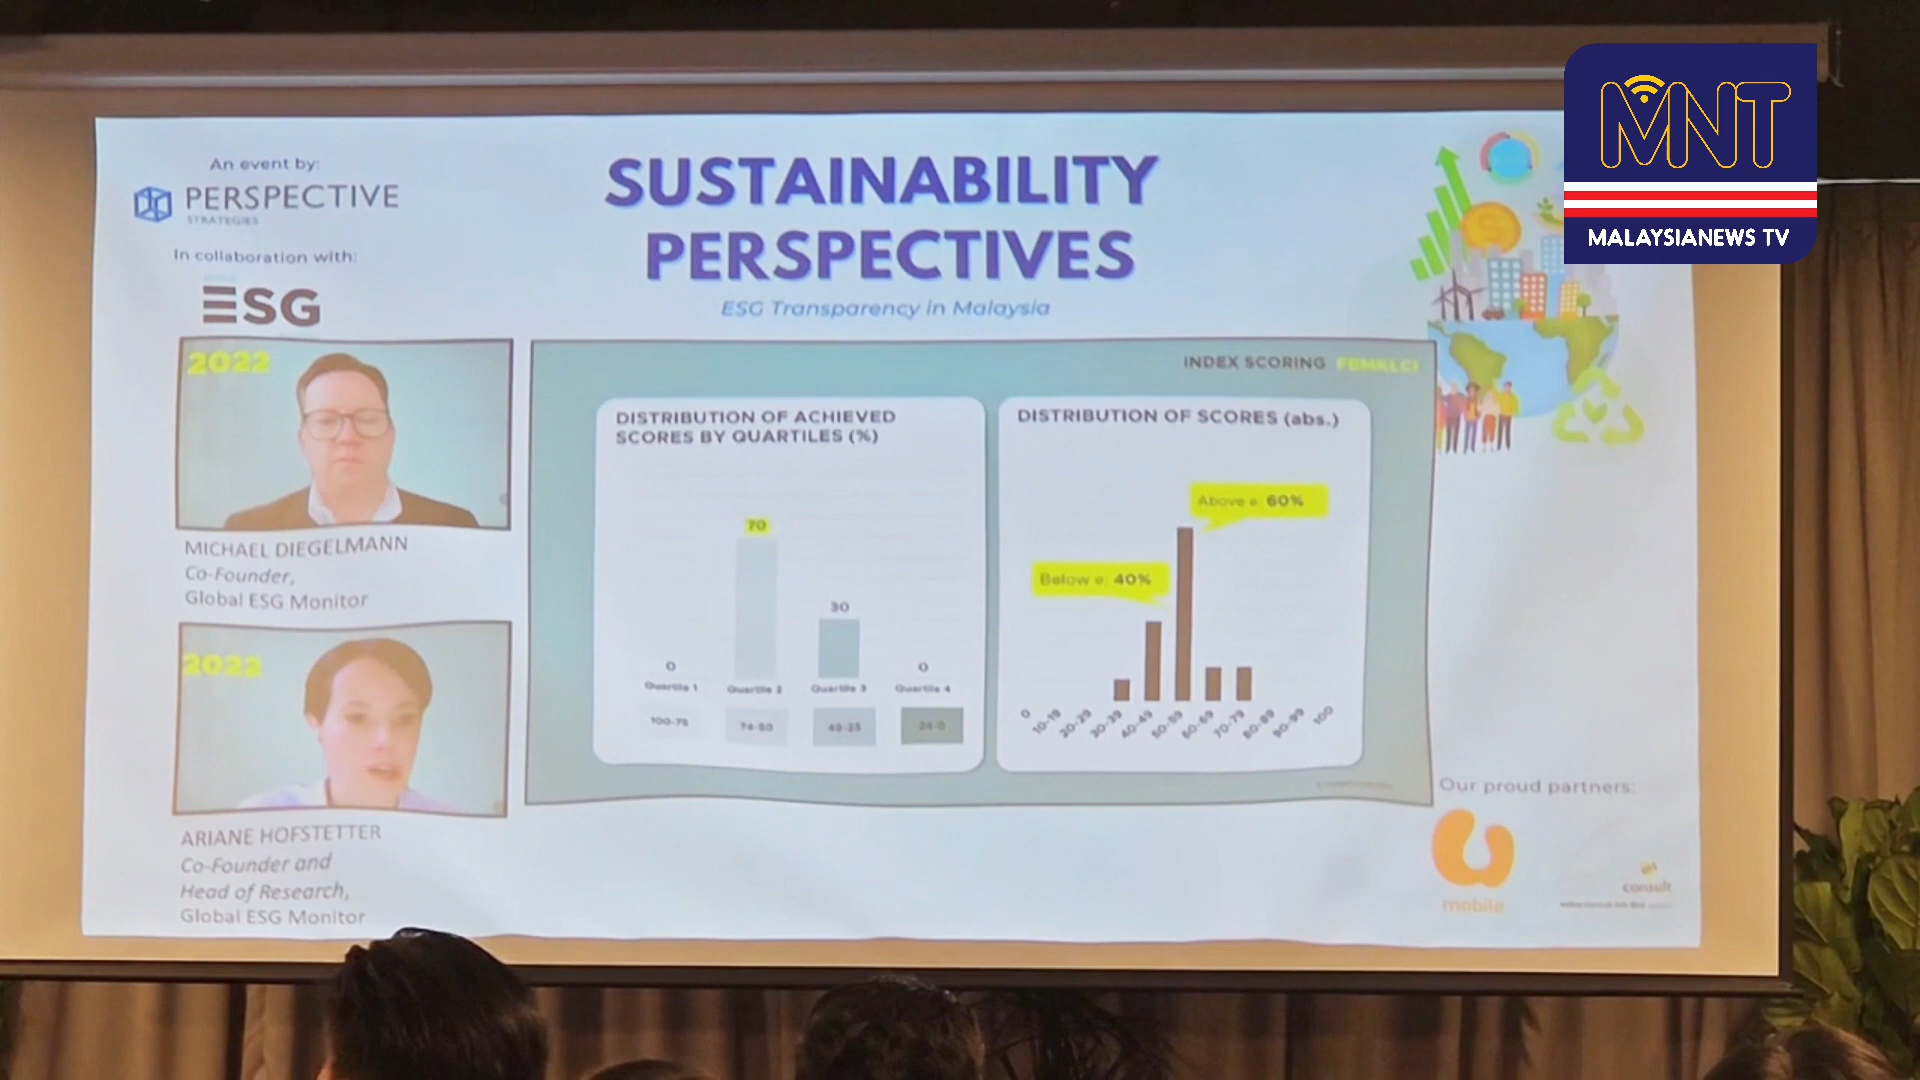 MNT
MALAYSIANEWS TV
An event by:
PERSPECTIVE
STRATEGIES
In collaboration with:
ESG
SUSTAINABILITY
PERSPECTIVES
ESG Transparency in Malaysia
2022
MICHAEL DIEGELMANN
Co-Founder,
Global ESG Monitor
2022
ARIANE HOFSTETTER
Co-Founder and
Head of Research,
Global ESG Monitor
INDEX SCORING FBMKLCI
DISTRIBUTION OF ACHIEVED
SCORES BY QUARTILES (%)
70
30
0
0
Quartile 1 Quartile 2 Quartile 3 Quartile 4
100-75 74-50 49-25 24-0
DISTRIBUTION OF SCORES (abs.)
Above ø: 60%
Below ø: 40%
0 10-19 20-29 30-39 40-49 50-59 60-69 70-79 80-89 90-99 100
Our proud partners:
mobile
consult